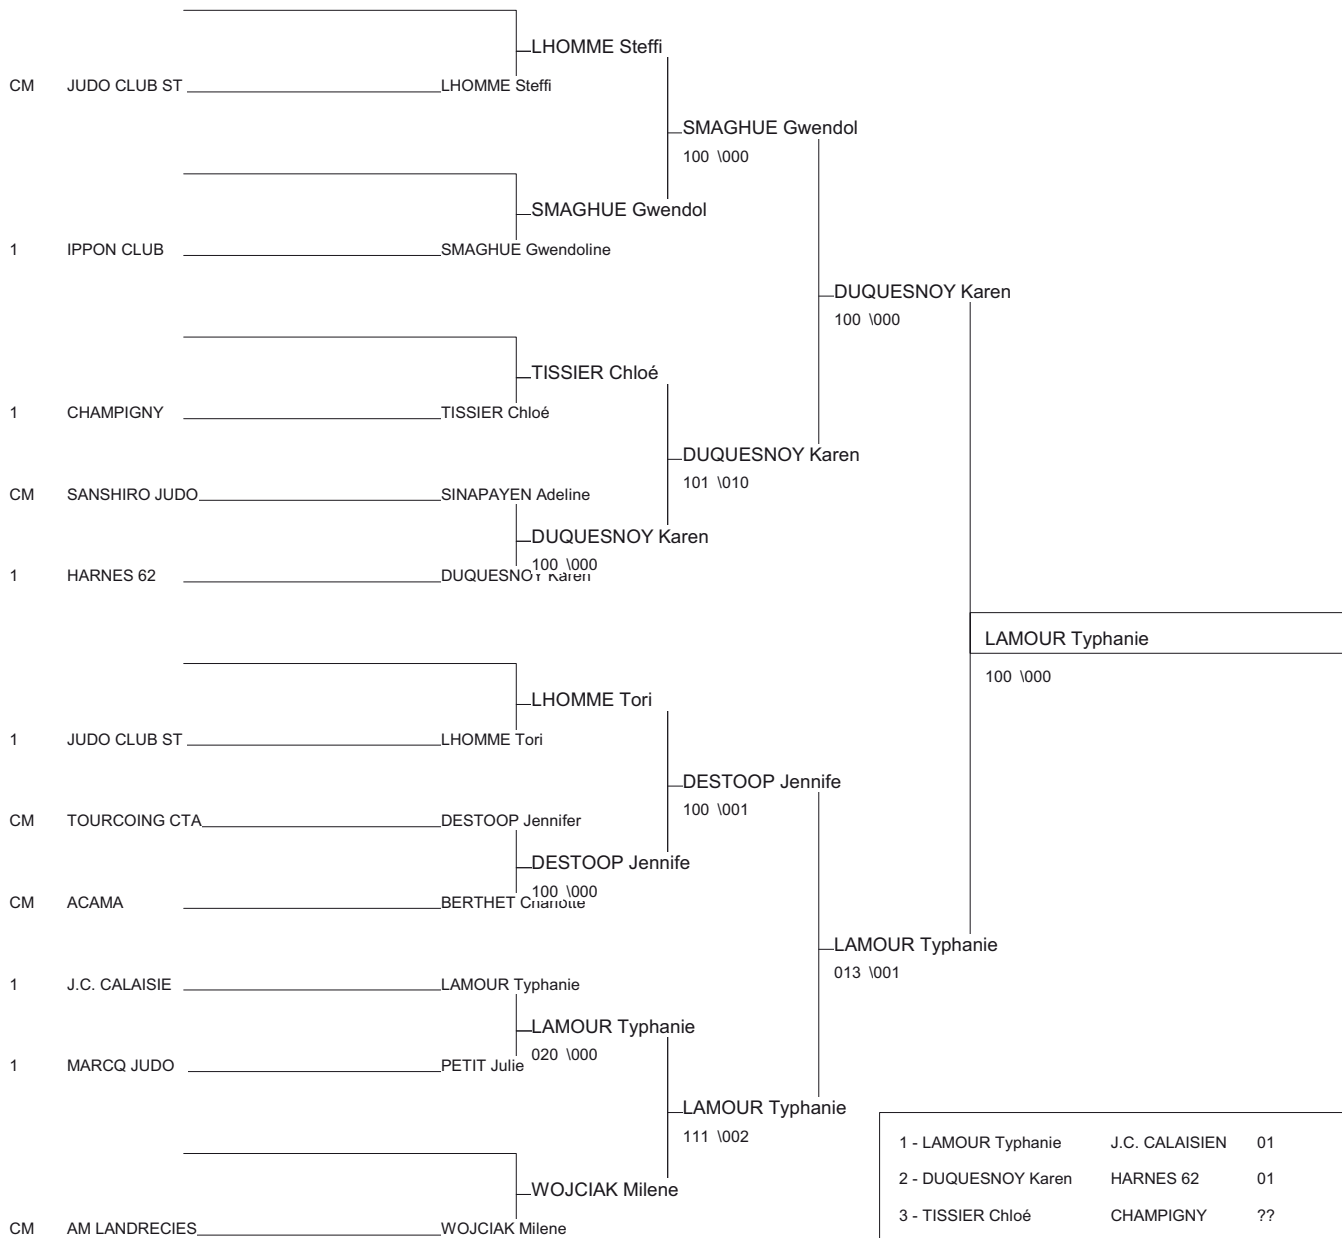 LHOMME Steffi
CM JUDO CLUB ST LHOMME Steffi
SMAGHUE Gwendol
100 \000
SMAGHUE Gwendol
1 IPPON CLUB SMAGHUE Gwendoline
DUQUESNOY Karen
100 \000
TISSIER Chloé
1 CHAMPIGNY TISSIER Chloé
DUQUESNOY Karen
101 \010
CM SANSHIRO JUDO SINAPAYEN Adeline
DUQUESNOY Karen
100 \000
1 HARNES 62 DUQUESNOY Karen
LAMOUR Typhanie
100 \000
LHOMME Tori
1 JUDO CLUB ST LHOMME Tori
DESTOOP Jennife
100 \001
CM TOURCOING CTA DESTOOP Jennifer
DESTOOP Jennife
100 \000
CM ACAMA BERTHET Charlotte
LAMOUR Typhanie
013 \001
1 J.C. CALAISIE LAMOUR Typhanie
LAMOUR Typhanie
020 \000
1 MARCQ JUDO PETIT Julie
LAMOUR Typhanie
111 \002
WOJCIAK Milene
CM AM LANDRECIES WOJCIAK Milene
1 - LAMOUR Typhanie J.C. CALAISIEN 01
2 - DUQUESNOY Karen HARNES 62 01
3 - TISSIER Chloé CHAMPIGNY ??